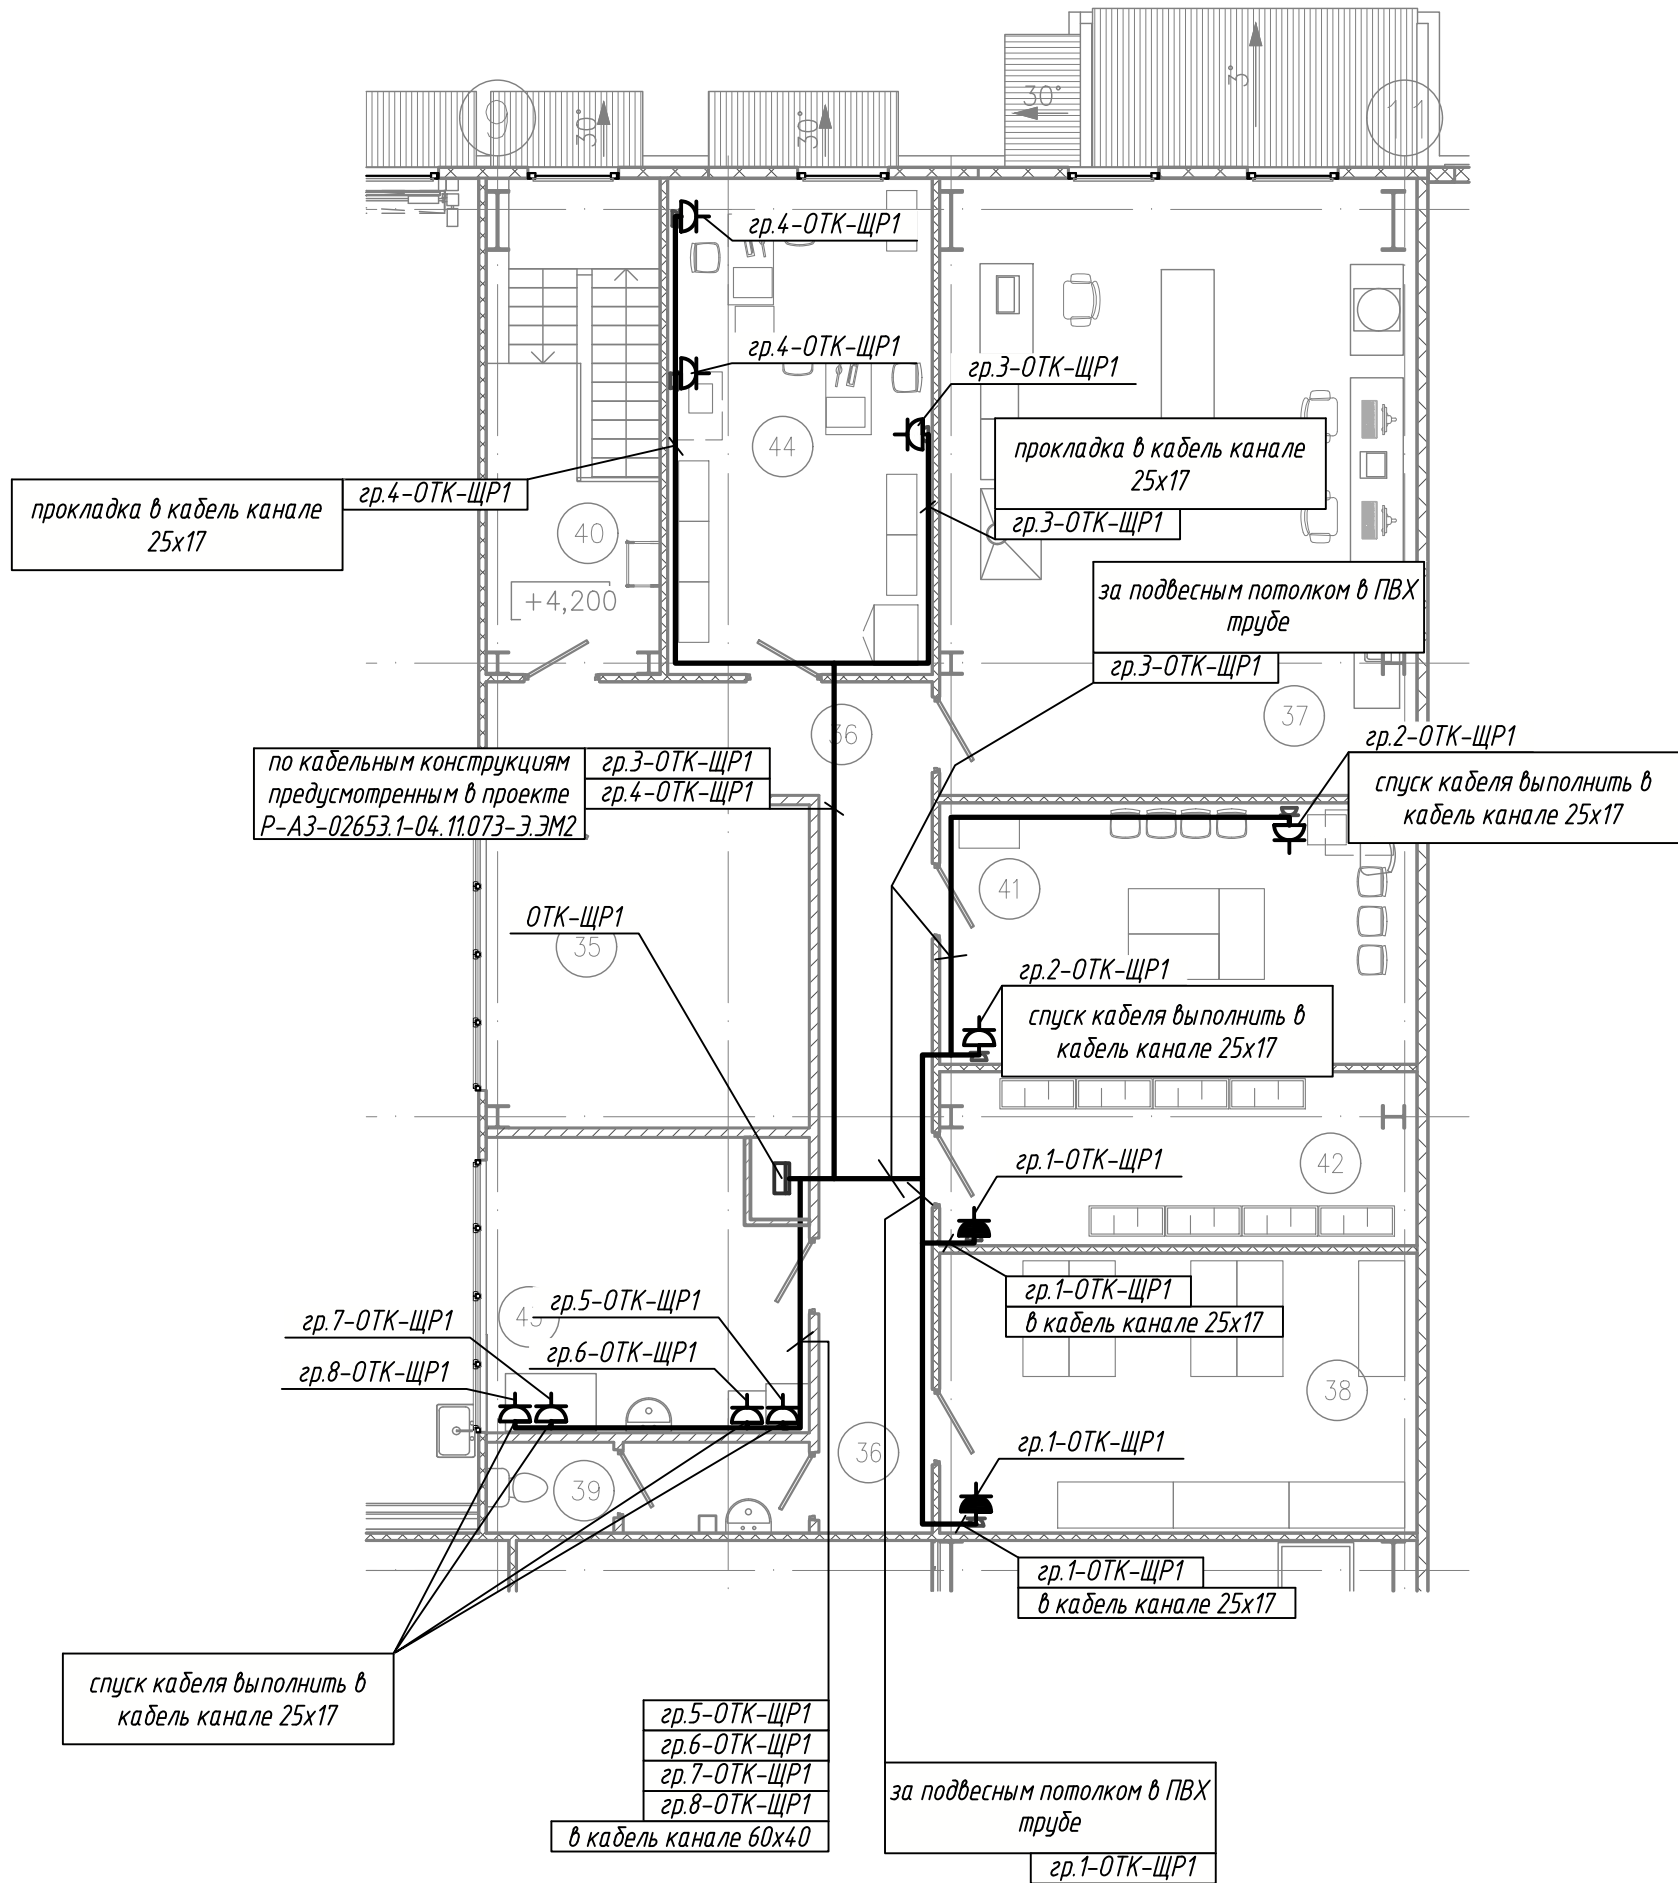 9
30°
30°
30°
3°
11
гр.4-ОТК-ЩР1
гр.4-ОТК-ЩР1
гр.3-ОТК-ЩР1
44
прокладка в кабель канале
25х17
гр.3-ОТК-ЩР1
прокладка в кабель канале
25х17
гр.4-ОТК-ЩР1
40
+4,200
за подвесным потолком в ПВХ
трубе
гр.3-ОТК-ЩР1
37
36
по кабельным конструкциям
предусмотренным в проекте
Р-АЗ-02653.1-04.11.073-Э.ЭМ2
гр.3-ОТК-ЩР1
гр.4-ОТК-ЩР1
гр.2-ОТК-ЩР1
спуск кабеля выполнить в
кабель канале 25х17
41
ОТК-ЩР1
35
гр.2-ОТК-ЩР1
спуск кабеля выполнить в
кабель канале 25х17
гр.1-ОТК-ЩР1
42
гр.1-ОТК-ЩР1
в кабель канале 25х17
гр.7-ОТК-ЩР1
гр.5-ОТК-ЩР1
гр.8-ОТК-ЩР1
гр.6-ОТК-ЩР1
38
36
гр.1-ОТК-ЩР1
39
гр.1-ОТК-ЩР1
в кабель канале 25х17
спуск кабеля выполнить в
кабель канале 25х17
гр.5-ОТК-ЩР1
гр.6-ОТК-ЩР1
гр.7-ОТК-ЩР1
гр.8-ОТК-ЩР1
в кабель канале 60х40
за подвесным потолком в ПВХ
трубе
гр.1-ОТК-ЩР1